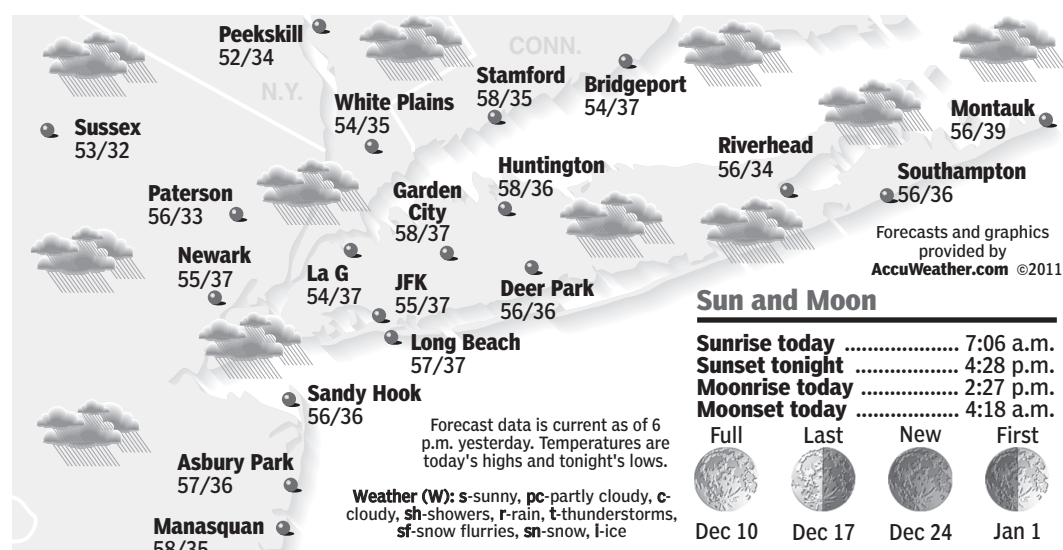 Peekskill
52/34
CONN.
N.Y.
Stamford
58/35
Bridgeport
54/37
White Plains
54/35
Montauk
56/39
Sussex
53/32
Riverhead
56/34
Huntington
58/36
Southampton
56/36
Paterson
56/33
Garden
City
58/37
Forecasts and graphics
provided by
AccuWeather.com ©2011
Newark
55/37
La G
54/37
JFK
55/37
Deer Park
56/36
Long Beach
57/37
Sandy Hook
56/36
Asbury Park
57/36
Manasquan
58/35
Forecast data is current as of 6
p.m. yesterday. Temperatures are
today's highs and tonight's lows.
Weather (W): s-sunny, pc-partly cloudy, c-
cloudy, sh-showers, r-rain, t-thunderstorms,
sf-snow flurries, sn-snow, i-ice
Sun and Moon
Sunrise today ................... 7:06 a.m.
Sunset tonight ................... 4:28 p.m.
Moonrise today ................... 2:27 p.m.
Moonset today ................... 4:18 a.m.
Full Last New First
Dec 10 Dec 17 Dec 24 Jan 1